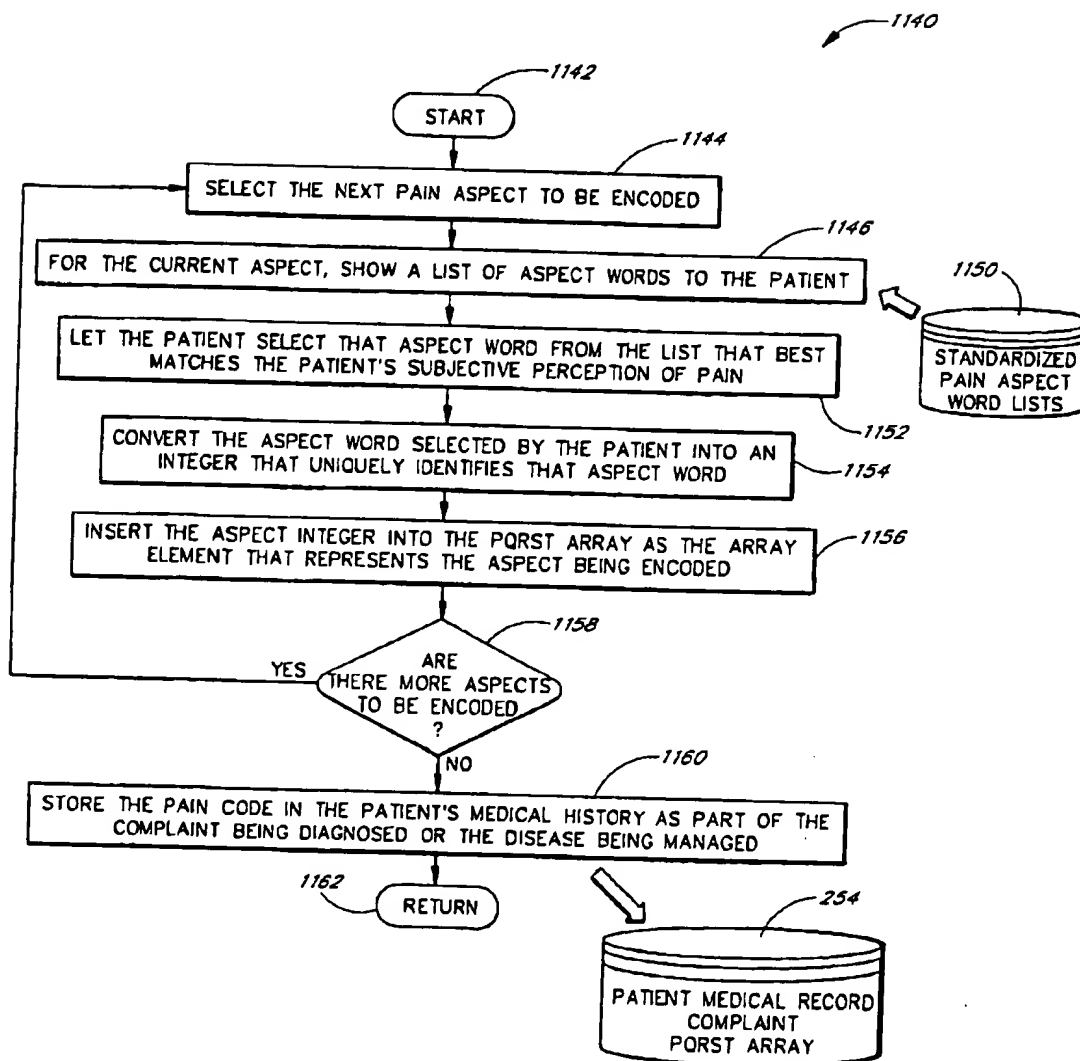 1140
1142
START
1144
SELECT THE NEXT PAIN ASPECT TO BE ENCODED
1146
FOR THE CURRENT ASPECT, SHOW A LIST OF ASPECT WORDS TO THE PATIENT
1150
STANDARDIZED
PAIN ASPECT
WORD LISTS
LET THE PATIENT SELECT THAT ASPECT WORD FROM THE LIST THAT BEST
MATCHES THE PATIENT'S SUBJECTIVE PERCEPTION OF PAIN
1152
CONVERT THE ASPECT WORD SELECTED BY THE PATIENT INTO AN
INTEGER THAT UNIQUELY IDENTIFIES THAT ASPECT WORD
1154
INSERT THE ASPECT INTEGER INTO THE PQRST ARRAY AS THE ARRAY
ELEMENT THAT REPRESENTS THE ASPECT BEING ENCODED
1156
1158
YES
ARE
THERE MORE ASPECTS
TO BE ENCODED
?
NO
1160
STORE THE PAIN CODE IN THE PATIENT'S MEDICAL HISTORY AS PART OF THE
COMPLAINT BEING DIAGNOSED OR THE DISEASE BEING MANAGED
1162
RETURN
254
PATIENT MEDICAL RECORD
COMPLAINT
PQRST ARRAY